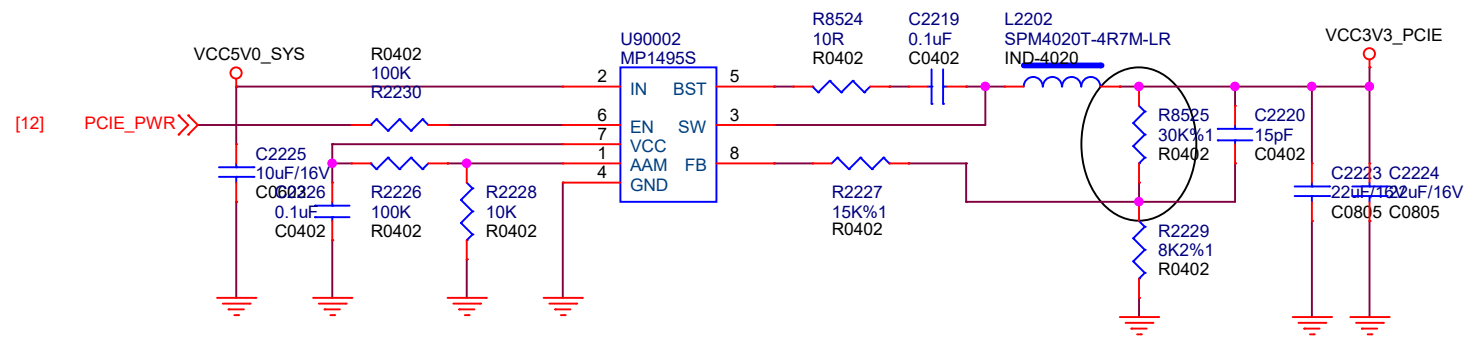 VCC5V0_SYS
R0402
100K
R2230
[12]
PCIE_PWR
C2225
10uF/16V
C0603
C2226
0.1uF
C0402
R2226
100K
R0402
R2228
10K
R0402
U90002
MP1495S
2 IN BST 5
6 EN SW 3
7 VCC
1 AAM FB 8
4 GND
R8524
10R
R0402
C2219
0.1uF
C0402
L2202
SPM4020T-4R7M-LR
IND-4020
R2227
15K%1
R0402
R8525
30K%1
R0402
C2220
15pF
C0402
R2229
8K2%1
R0402
VCC3V3_PCIE
C2223
22uF/16V
C0805
C2224
22uF/16V
C0805